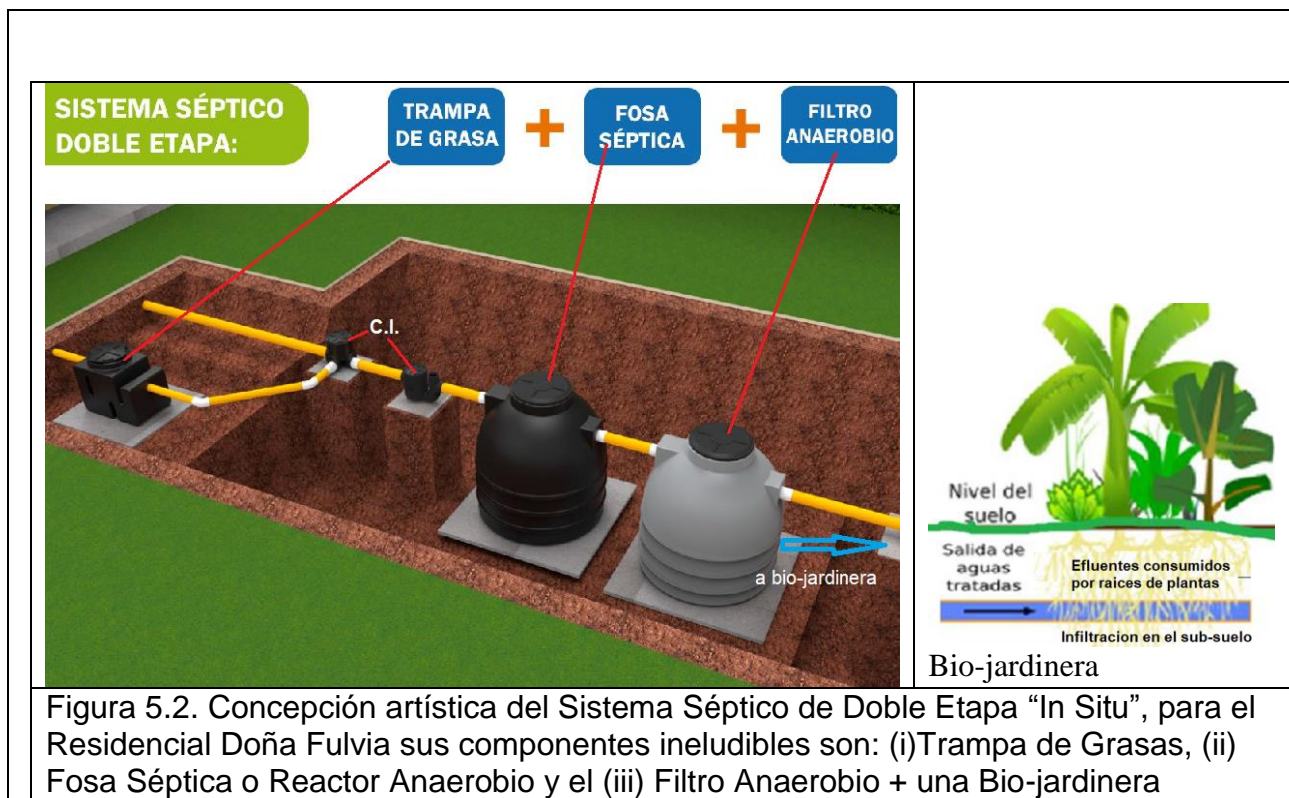 SISTEMA SÉPTICO
DOBLE ETAPA:
TRAMPA
DE GRASA
+
FOSA
SÉPTICA
+
FILTRO
ANAEROBIO
C.I.
a bio-jardinera
Nivel del
suelo
Salida de
aguas
tratadas
Efluentes consumidos
por raices de plantas
Infiltracion en el sub-suelo
Bio-jardinera
Figura 5.2. Concepción artística del Sistema Séptico de Doble Etapa “In Situ”, para el
Residencial Doña Fulvia sus componentes ineludibles son: (i)Trampa de Grasas, (ii)
Fosa Séptica o Reactor Anaerobio y el (iii) Filtro Anaerobio + una Bio-jardinera